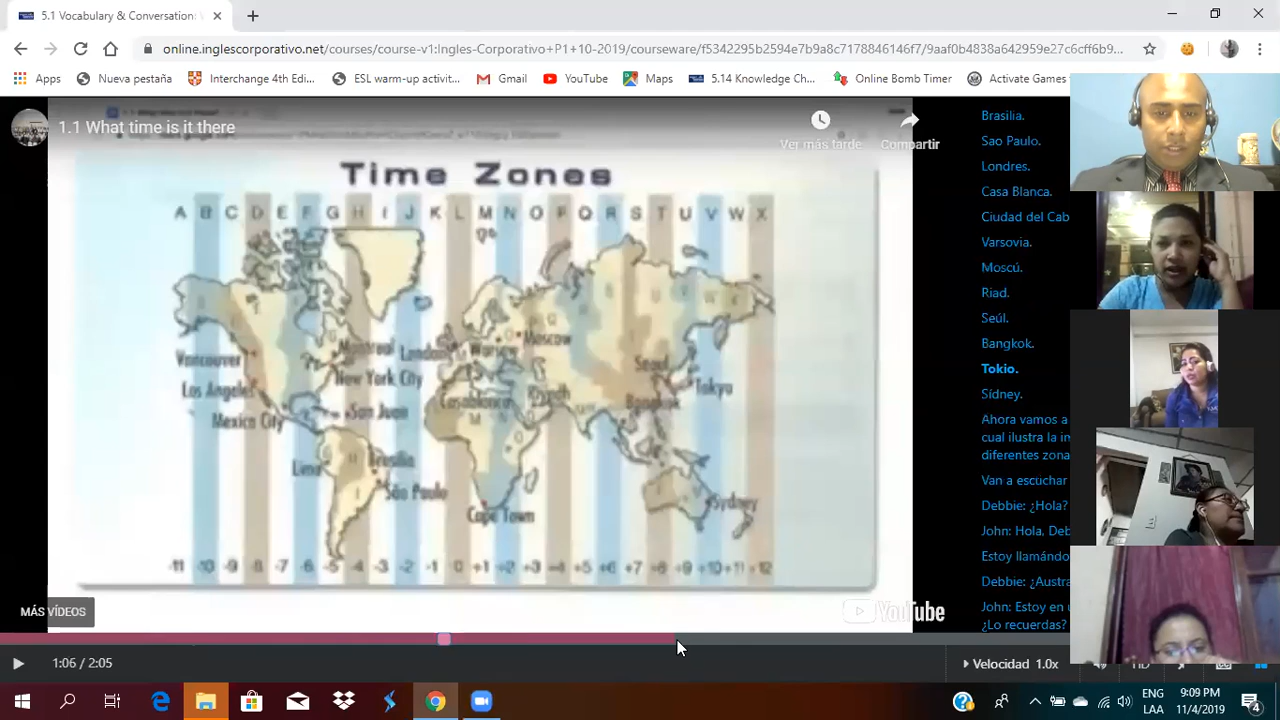 5.1 Vocabulary & Conversation:
online.inglescorporativo.net/courses/course-v1:Ingles-Corporativo+P1+10-2019/courseware/f5342295b2594e7b9a8c7178846146f7/9aaf0b4838a642959e27c6cff6b9...
Apps Nueva pestaña Interchange 4th Edi... ESL warm-up activit... Gmail YouTube Maps 5.14 Knowledge Ch... Online Bomb Timer Activate Games
1.1 What time is it there
Ver más tarde Compartir
Time Zones
A B C D E F G H I J K L M N O P Q R S T U V W X
Vancouver
Montreal London Warsaw Moscow
Los Angeles
New York City
Casablanca Riyadh
Seoul
Tokyo
Bangkok
Mexico City
San Juan
Lima
Brasilia
São Paulo
Cape Town
Sydney
-11 -10 -9 -8 -7 -6 -5 -4 -3 -2 -1 0 +1 +2 +3 +4 +5 +6 +7 +8 +9 +10 +11 +12
MÁS VÍDEOS
YouTube
1:06 / 2:05
Velocidad 1.0x
HD
Brasilia.
Sao Paulo.
Londres.
Casa Blanca.
Ciudad del Cab
Varsovia.
Moscú.
Riad.
Seúl.
Bangkok.
Tokio.
Sídney.
Ahora vamos a
cual ilustra la
diferentes zona
Van a escuchar
Debbie: ¿Hola?
John: Hola, Deb
Estoy llamándo
Debbie: ¿Austra
John: Estoy en
¿Lo recuerdas?
ENG 9:09 PM
LAA 11/4/2019
4